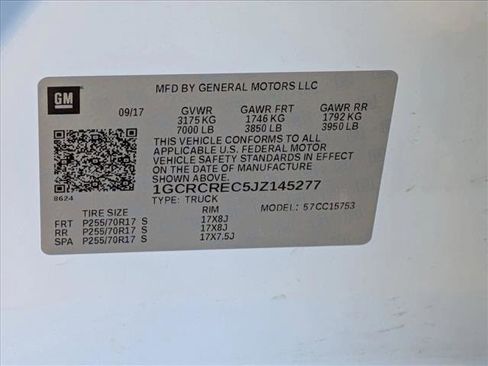 GM
MFD BY GENERAL MOTORS LLC
09/17 GVWR GAWR FRT GAWR RR
3175 KG 1746 KG 1792 KG
7000 LB 3850 LB 3950 LB
THIS VEHICLE CONFORMS TO ALL
APPLICABLE U.S. FEDERAL MOTOR
VEHICLE SAFETY STANDARDS IN EFFECT
ON THE DATE OF MANUFACTURE SHOWN ABOVE.
1GCRCREC5JZ145277
8624 TYPE: TRUCK MODEL: 57CC15753
TIRE SIZE RIM
FRT P255/70R17 S 17X8J
RR P255/70R17 S 17X8J
SPA P255/70R17 S 17X7.5J